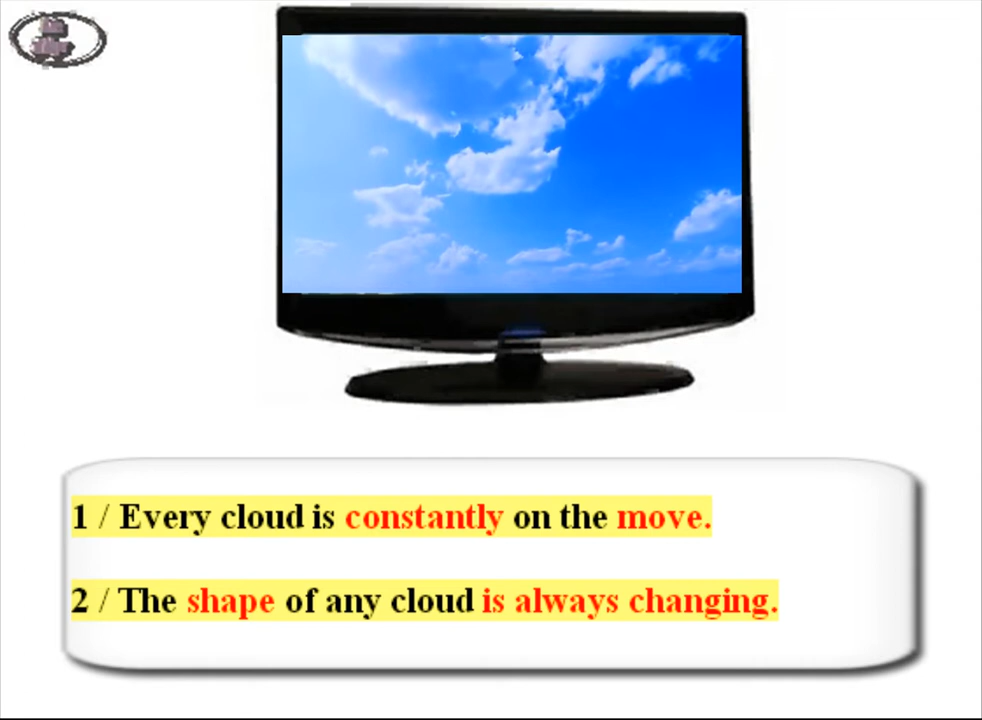 1 / Every cloud is constantly on the move.
2 / The shape of any cloud is always changing.